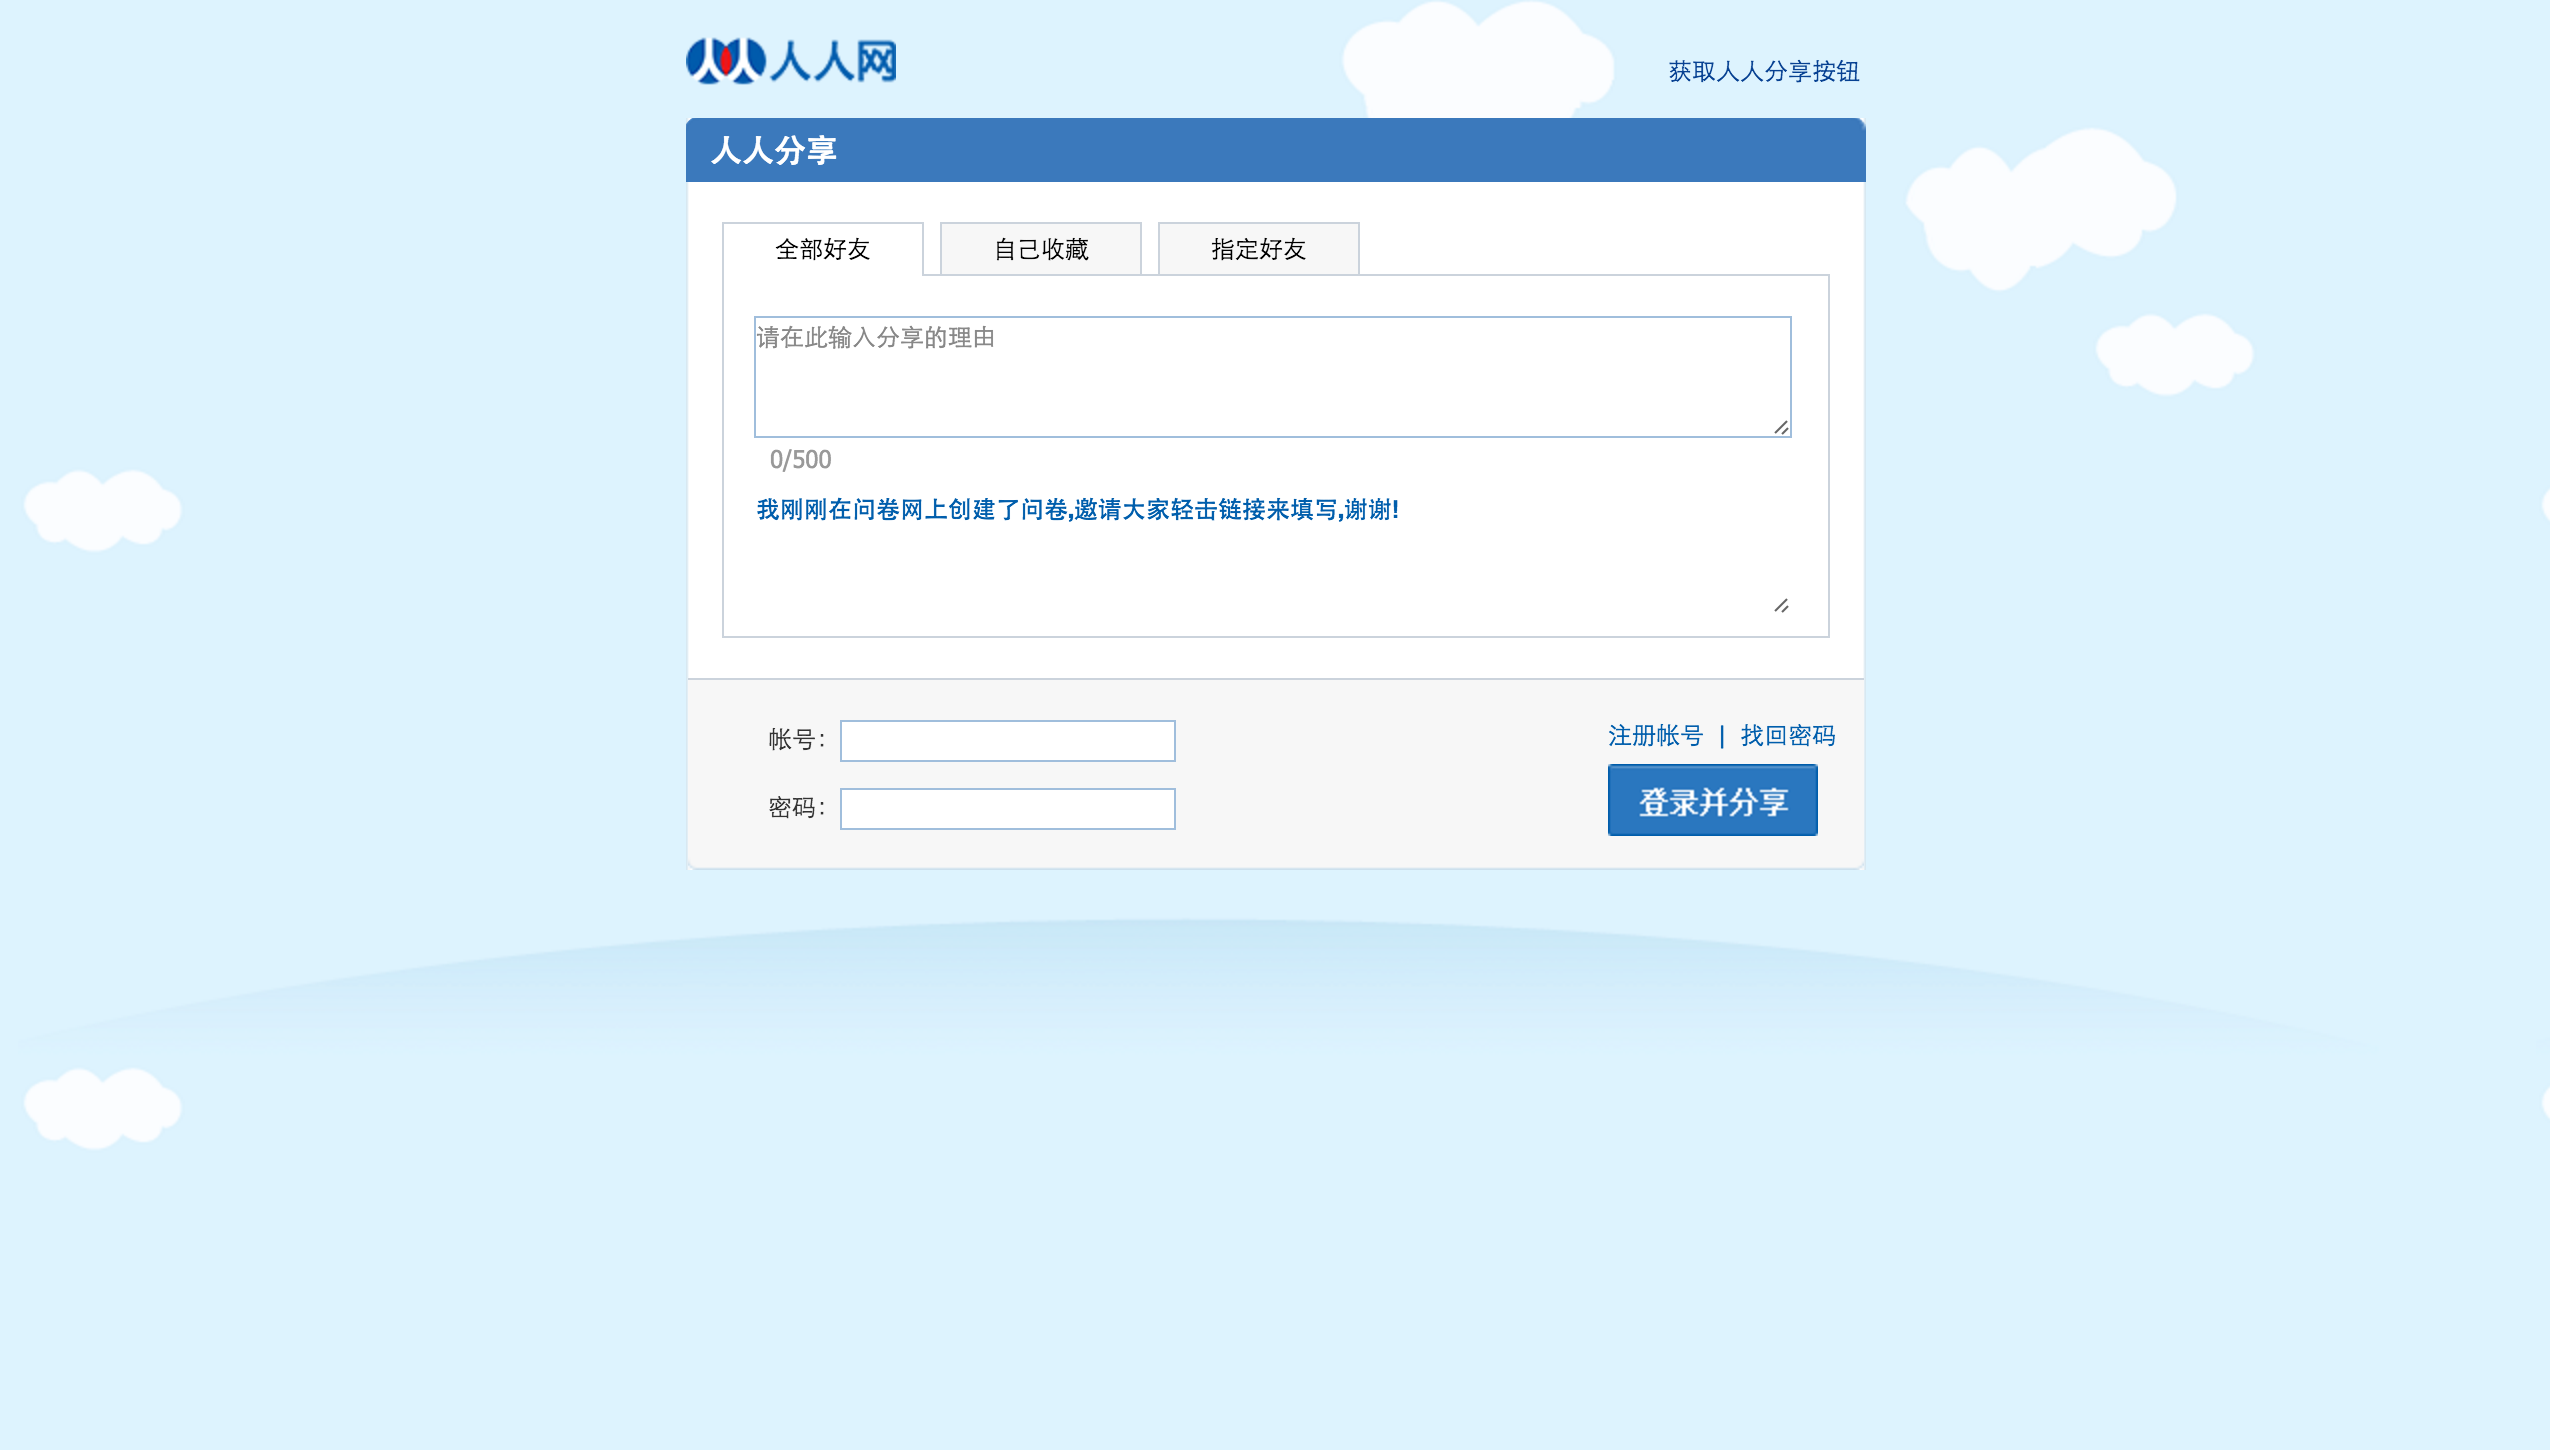 人人网
获取人人分享按钮
人人分享
全部好友 自己收藏 指定好友
请在此输入分享的理由
0/500
我刚刚在问卷网上创建了问卷,邀请大家轻击链接来填写,谢谢!
帐号:
注册帐号 | 找回密码
密码:
登录并分享